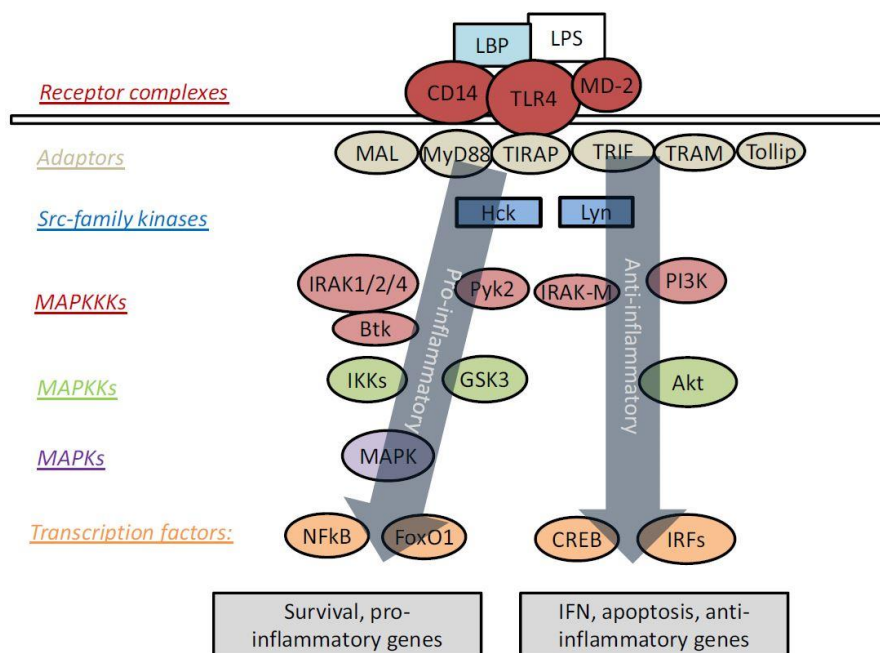 LBP
LPS
Receptor complexes
CD14
TLR4
MD-2
Adaptors
MAL
MyD88
TIRAP
TRIF
TRAM
Tollip
Src-family kinases
Hck
Lyn
MAPKKKs
IRAK1/2/4
Pyk2
IRAK-M
PI3K
Btk
Pro-inflammatory
Anti-inflammatory
MAPKKs
IKKs
GSK3
Akt
MAPKs
MAPK
Transcription factors:
NFkB
FoxO1
CREB
IRFs
Survival, pro-
inflammatory genes
IFN, apoptosis, anti-
inflammatory genes